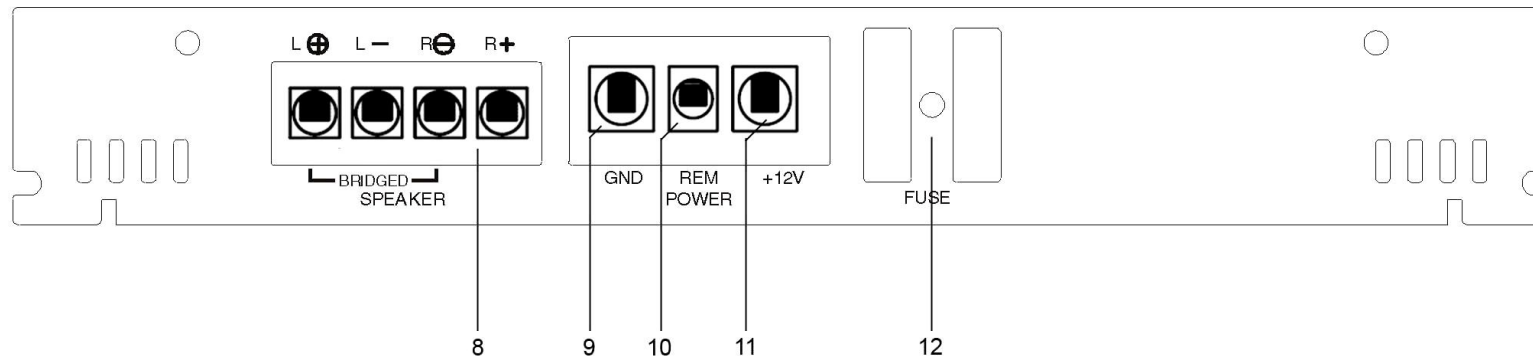 L ⊕ L − R⊖ R+
BRIDGED
SPEAKER
GND REM +12V
POWER
FUSE
8 9 10 11 12